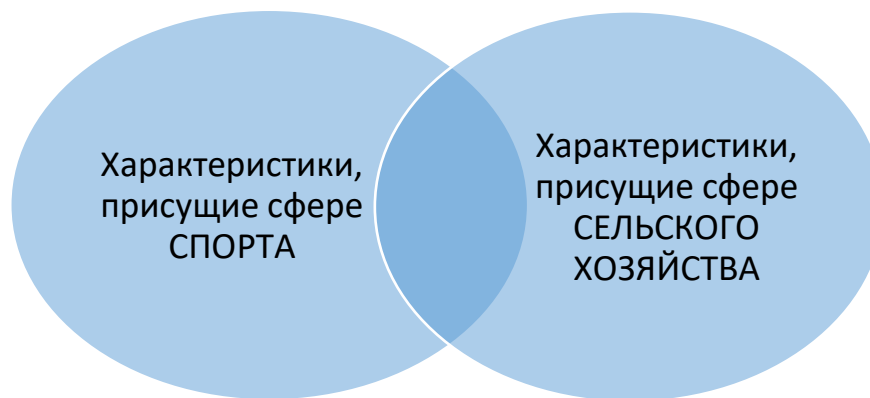 Характеристики,
присущие сфере
СПОРТА
Характеристики,
присущие сфере
СЕЛЬСКОГО
ХОЗЯЙСТВА